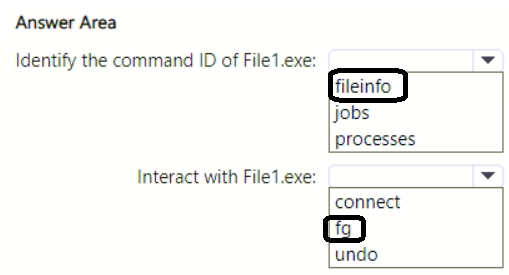 Answer Area
Identify the command ID of File1.exe:
fileinfo
jobs
processes
Interact with File1.exe:
connect
fg
undo